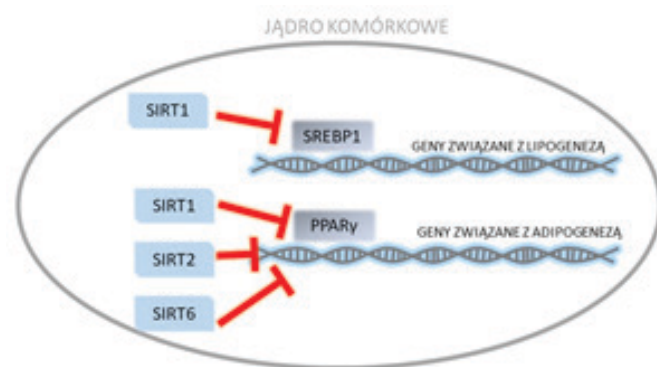 JĄDRO KOMÓRKOWE
SIRT1
SREBP1
GENY ZWIĄZANE Z LIPOGENEZĄ
SIRT1
PPARγ
GENY ZWIĄZANE Z ADIPOGENEZĄ
SIRT2
SIRT6